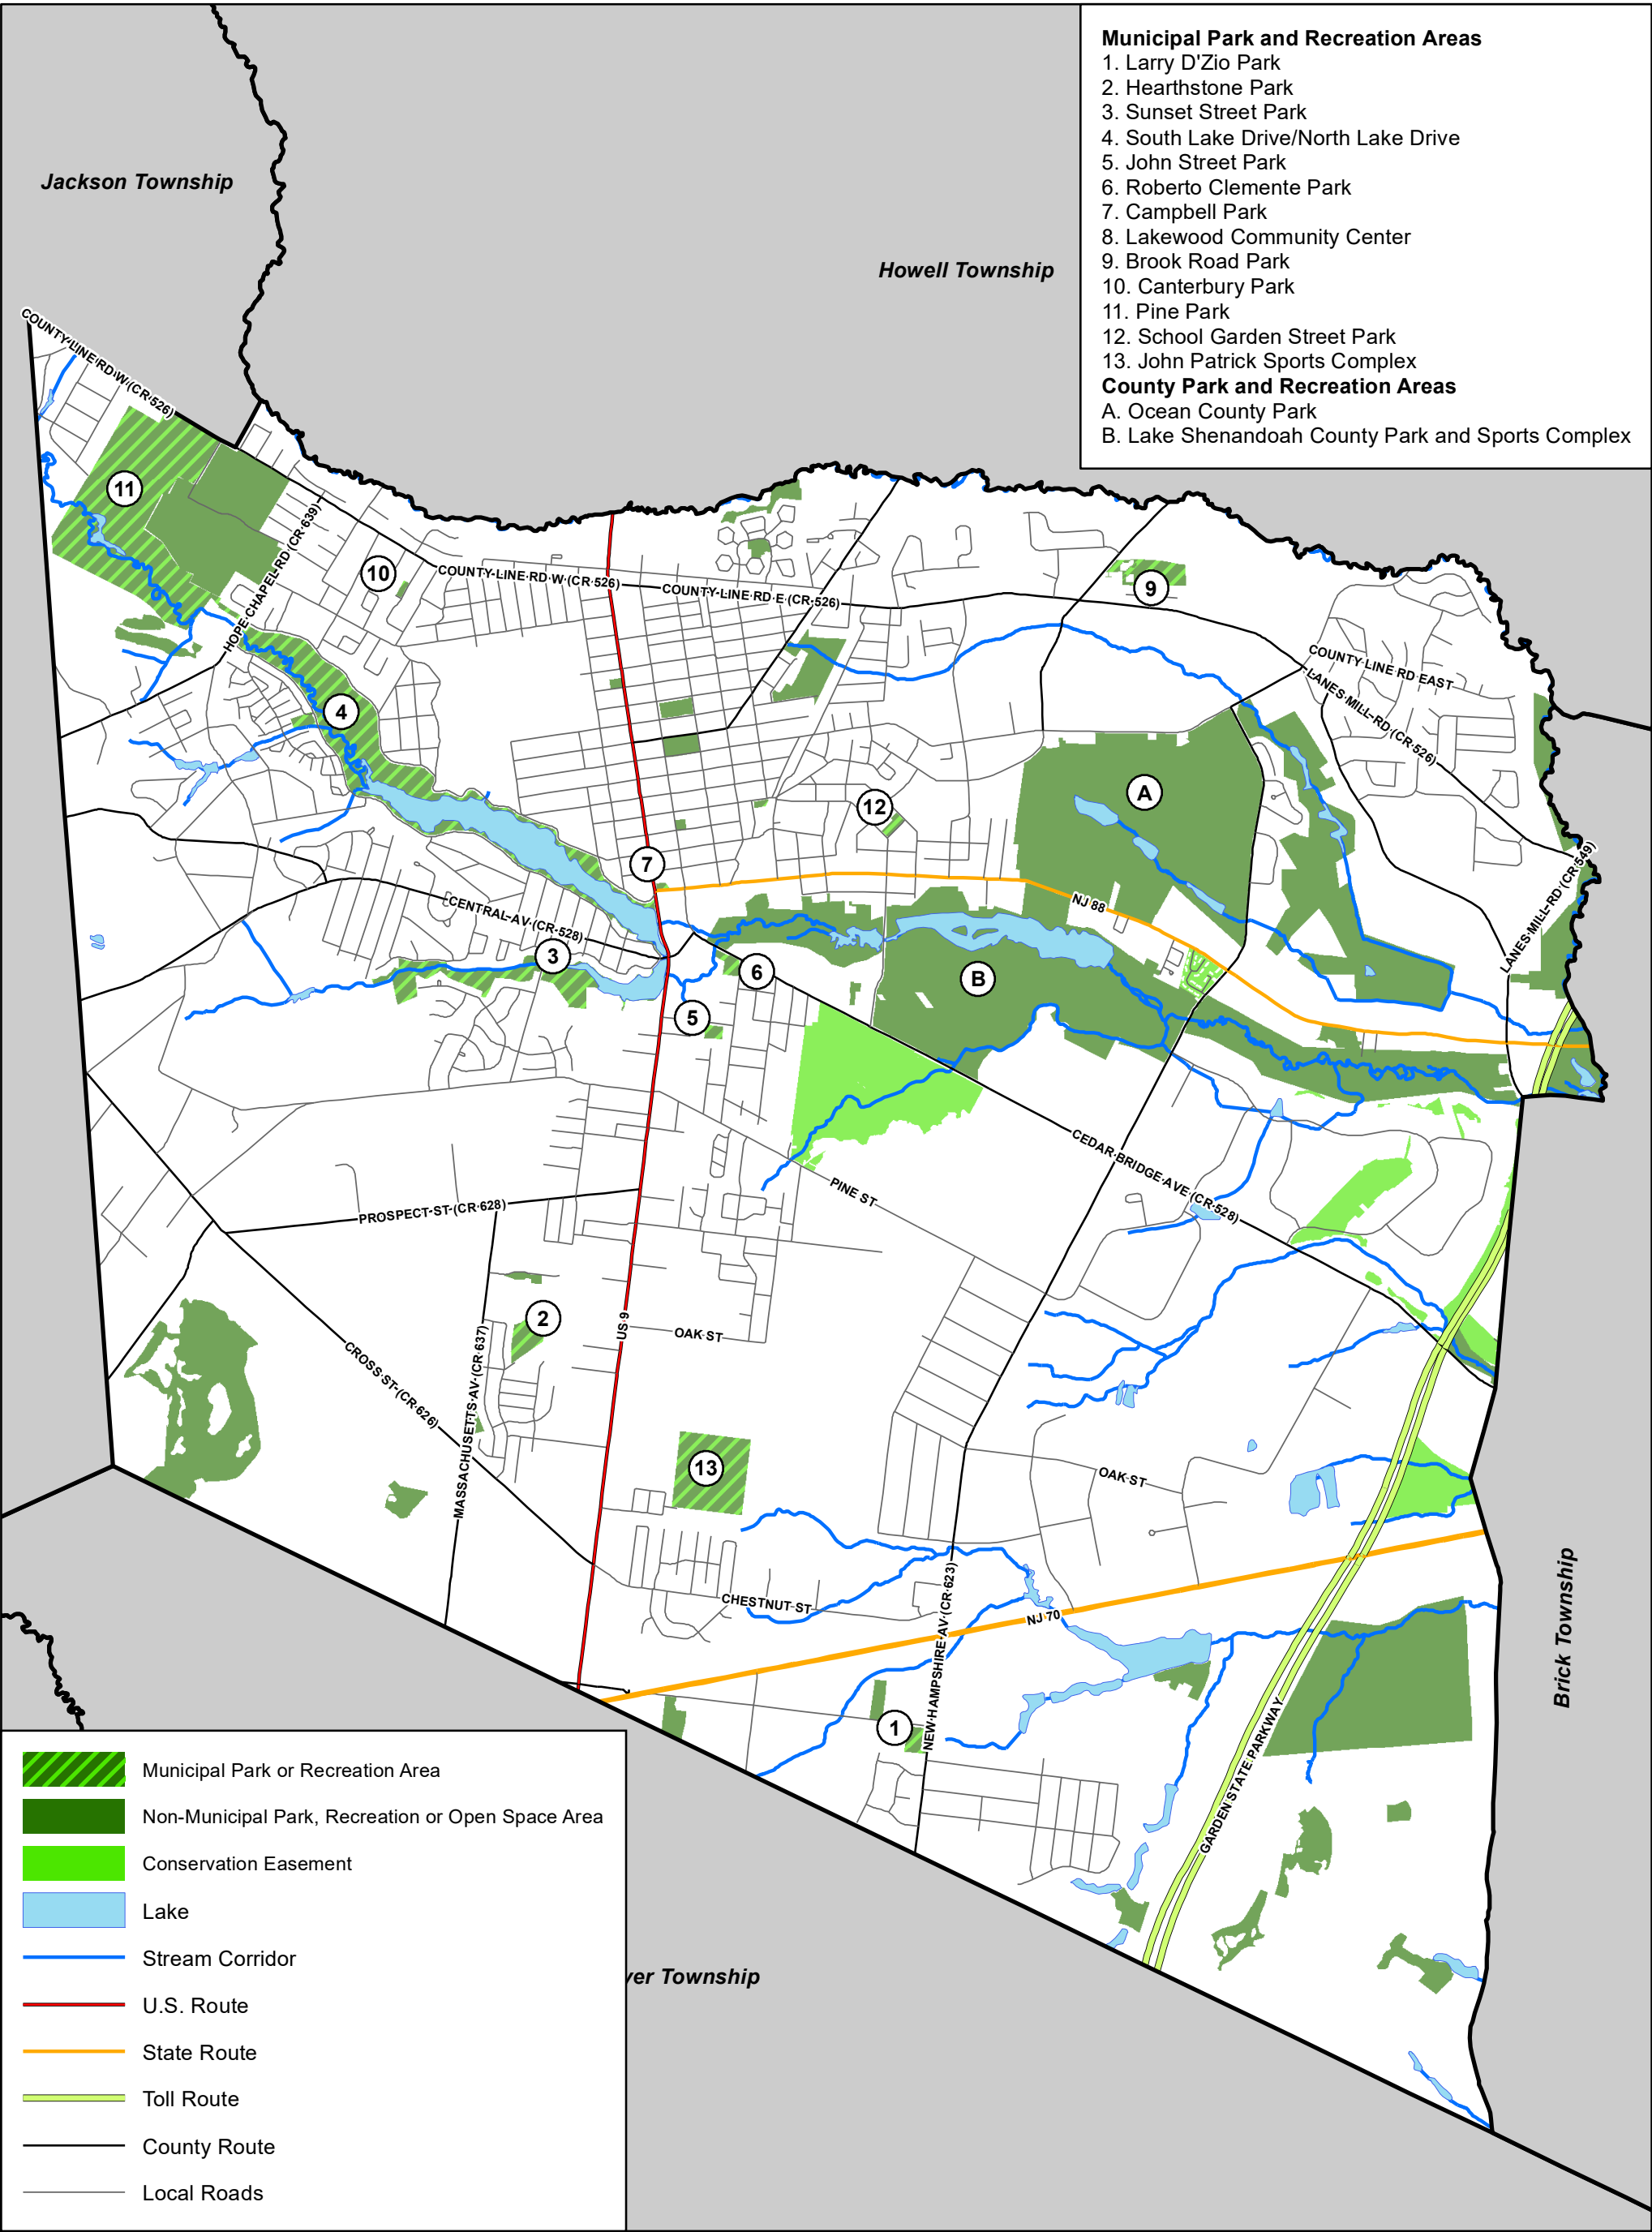 Municipal Park and Recreation Areas
1. Larry D'Zio Park
2. Hearthstone Park
3. Sunset Street Park
4. South Lake Drive/North Lake Drive
5. John Street Park
6. Roberto Clemente Park
7. Campbell Park
8. Lakewood Community Center
9. Brook Road Park
10. Canterbury Park
11. Pine Park
12. School Garden Street Park
13. John Patrick Sports Complex
County Park and Recreation Areas
A. Ocean County Park
B. Lake Shenandoah County Park and Sports Complex
Jackson Township
Howell Township
COUNTY LINE RD W (CR 526)
11
HOPE CHAPEL RD (CR 639)
10
COUNTY LINE RD W (CR 526)
COUNTY LINE RD E (CR 526)
9
COUNTY LINE RD EAST
LANES MILL RD (CR 526)
4
A
12
7
LANES MILL RD (CR 549)
NJ 88
CENTRAL AV (CR 528)
3
6
B
5
CEDAR BRIDGE AVE (CR 528)
PINE ST
PROSPECT ST (CR 628)
2
US 9
OAK ST
CROSS ST (CR 626)
MASSACHUSETTS AV (CR 637)
13
OAK ST
CHESTNUT ST
NEW HAMPSHIRE AV (CR 623)
NJ 70
Brick Township
1
GARDEN STATE PARKWAY
ver Township
Municipal Park or Recreation Area
Non-Municipal Park, Recreation or Open Space Area
Conservation Easement
Lake
Stream Corridor
U.S. Route
State Route
Toll Route
County Route
Local Roads